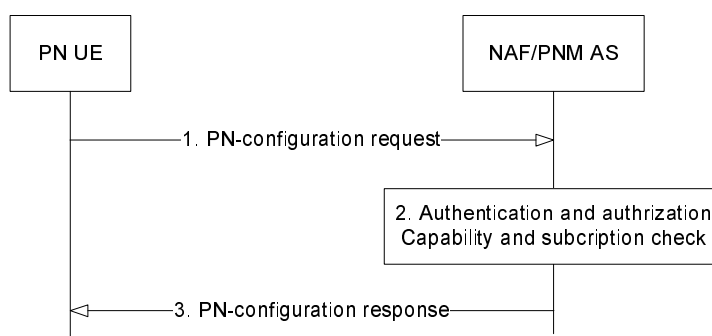 PN UE
NAF/PNM AS
1. PN-configuration request
2. Authentication and authrization
Capability and subcription check
3. PN-configuration response